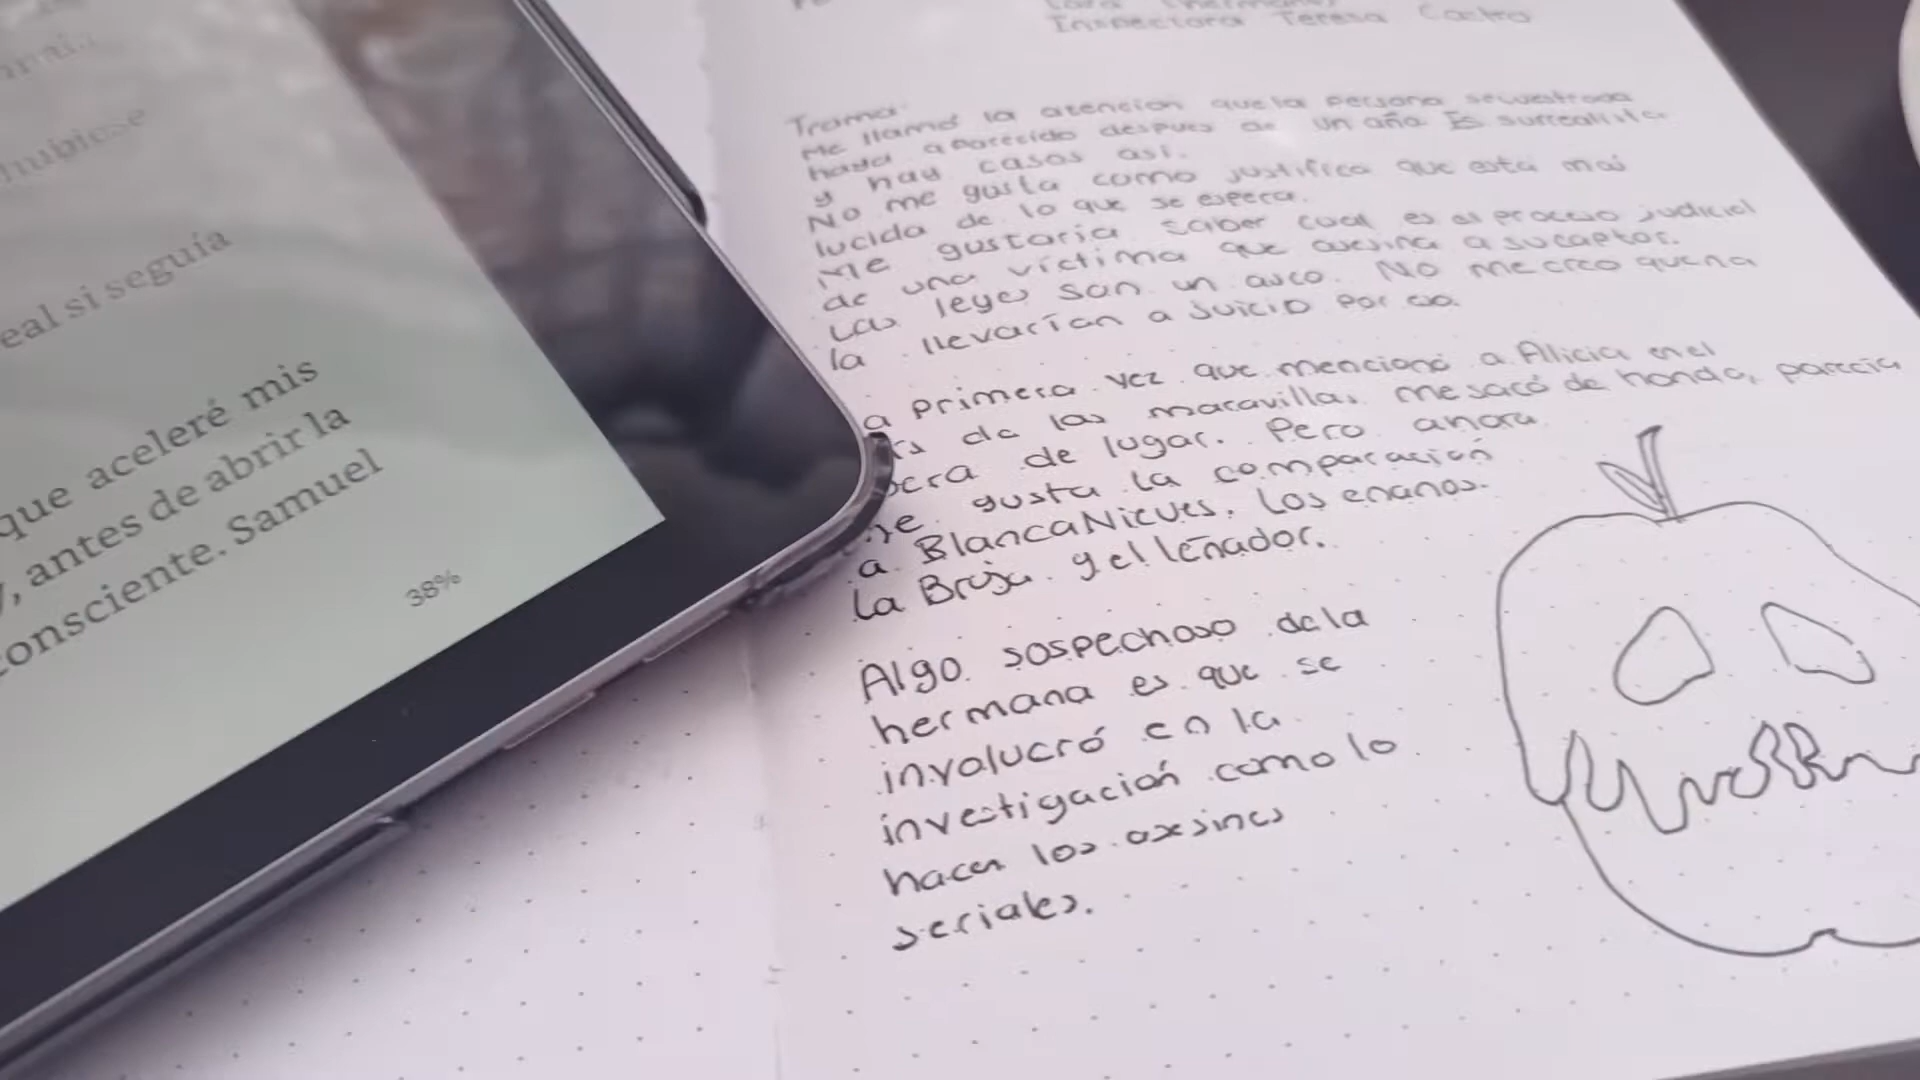 hubiese
eal si seguía
que aceleré mis
, antes de abrir la
consciente. Samuel
38%
Inspectora Teresa Castro
Trama:
Me llamó la atención que la persona secuestrada
haya aparecido después de un año. Es surrealista
y hay casos así.
No me gusta como justifica que está más
lucida de lo que se espera.
Me gustaría saber cual es el proceso judicial
de una víctima que asesina a su captor.
Las leyes son un asco. No me creo que a
la llevarían a juicio por eso.
a primera vez que mencionó a Alicia en el
ís de las maravillas me sacó de honda, parecía
uera de lugar. Pero ahora
me gusta la comparación
a BlancaNieves. Los enanos.
La Bruja y el leñador.
Algo sospechoso de la
hermana es que se
involucró en la
investigación como lo
hacen los asesinos
seriales.